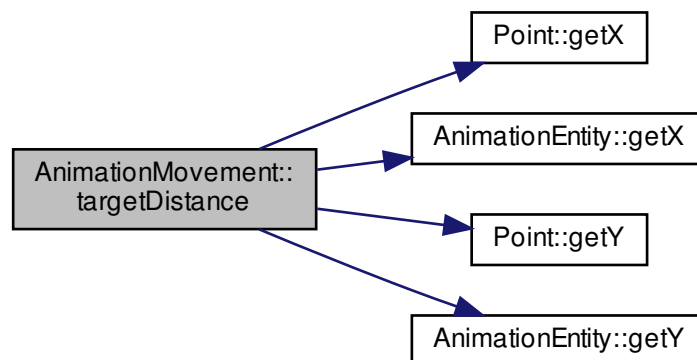 Point::getX
AnimationEntity::getX
AnimationMovement::
targetDistance
Point::getY
AnimationEntity::getY